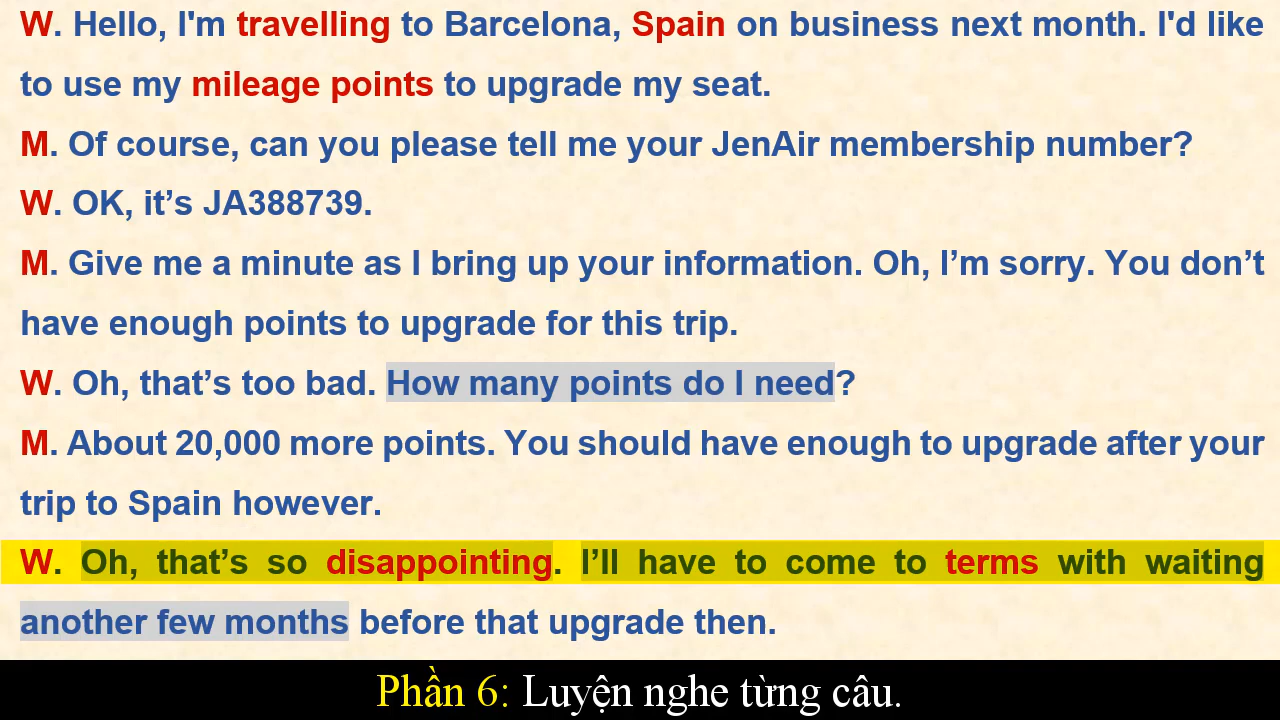 W. Hello, I'm travelling to Barcelona, Spain on business next month. I'd like
to use my mileage points to upgrade my seat.
M. Of course, can you please tell me your JenAir membership number?
W. OK, it’s JA388739.
M. Give me a minute as I bring up your information. Oh, I’m sorry. You don’t
have enough points to upgrade for this trip.
W. Oh, that’s too bad. How many points do I need?
M. About 20,000 more points. You should have enough to upgrade after your
trip to Spain however.
W. Oh, that’s so disappointing. I’ll have to come to terms with waiting
another few months before that upgrade then.
Phần 6: Luyện nghe từng câu.